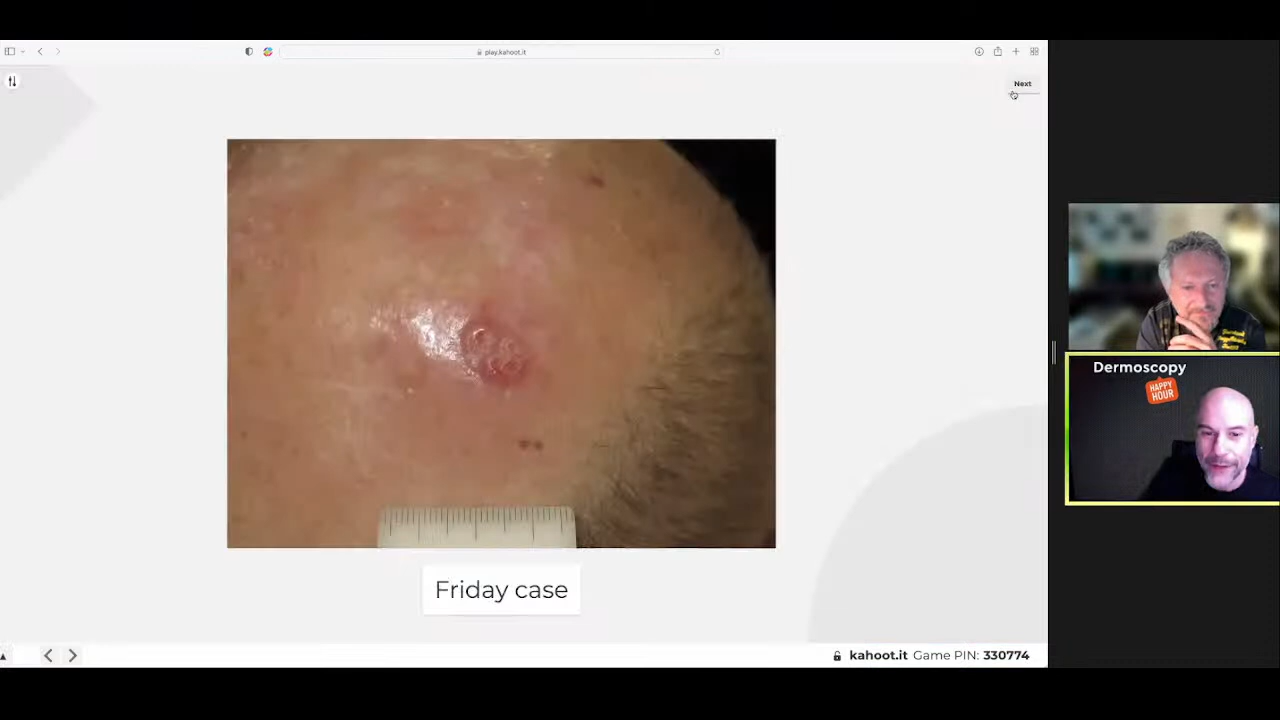 play.kahoot.it
Next
Friday case
kahoot.it Game PIN: 330774
Dermoscopy
HAPPY
HOUR